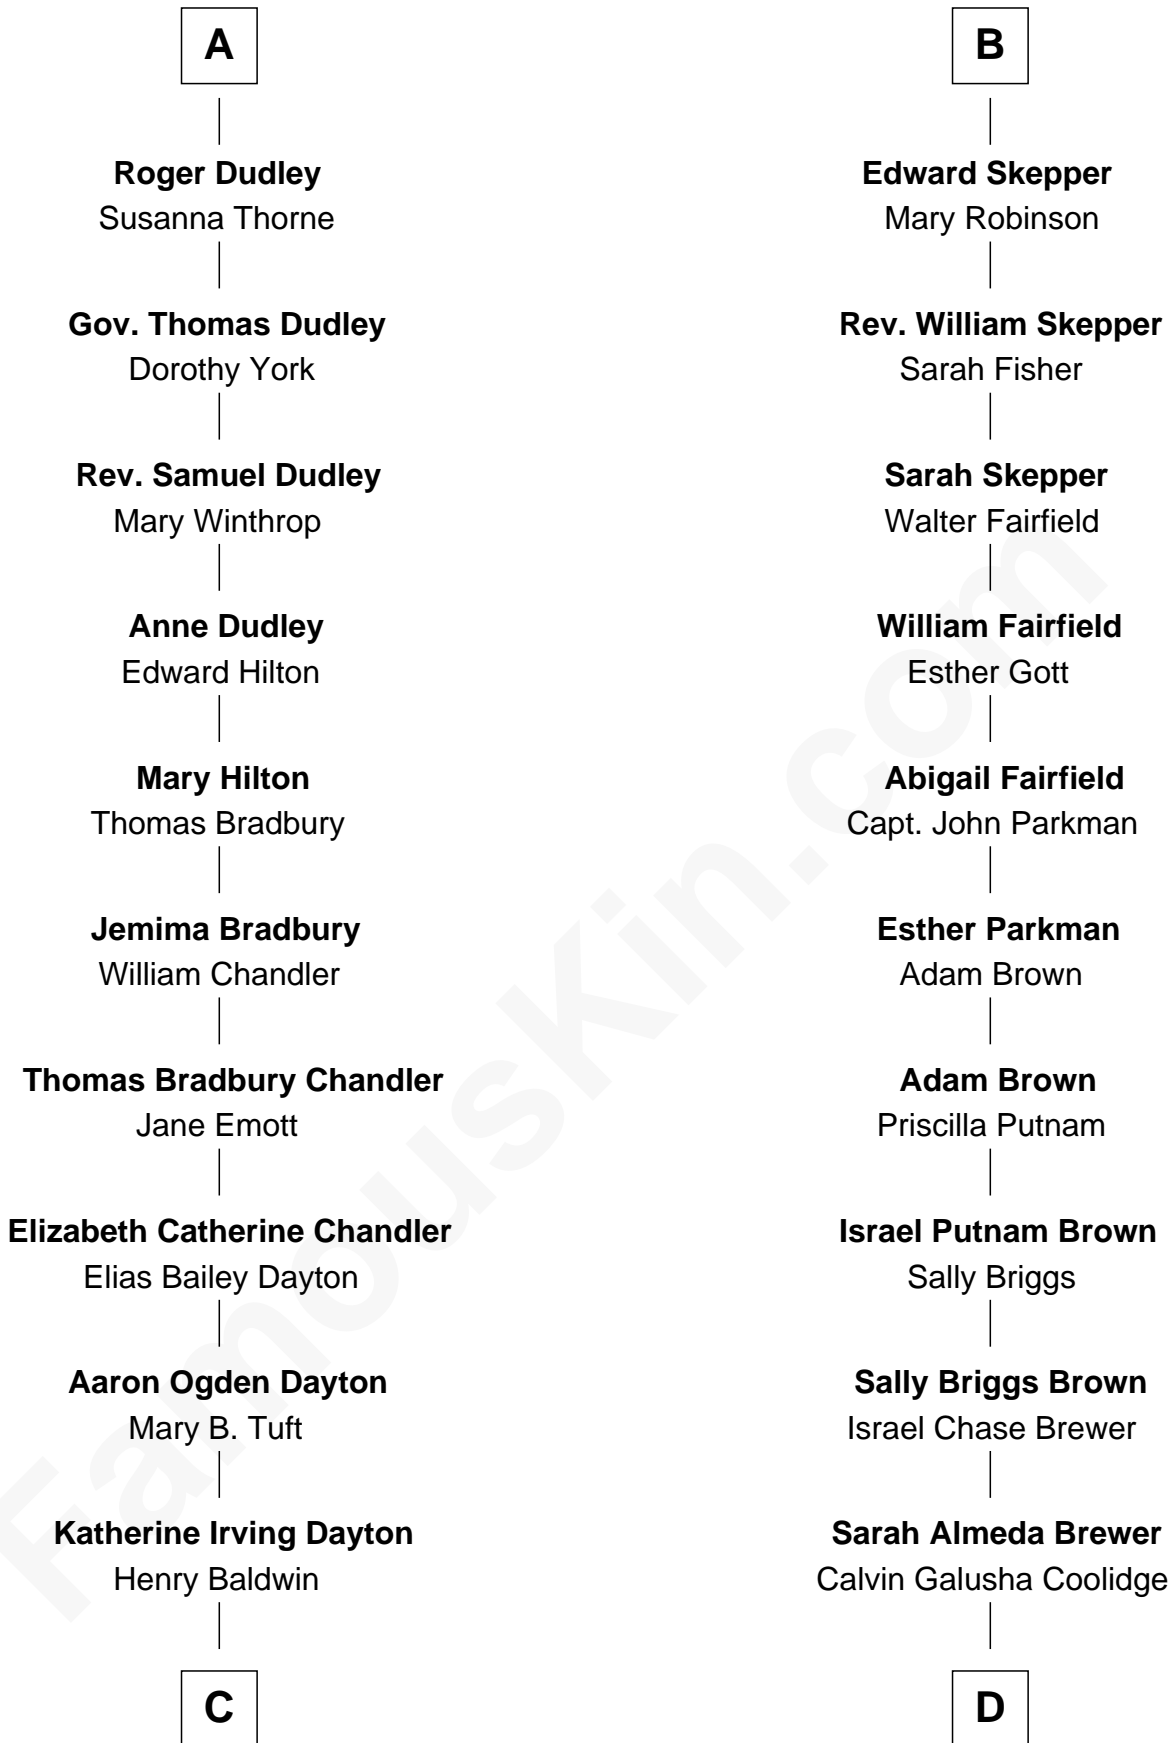 A
Roger Dudley
Susanna Thorne
Gov. Thomas Dudley
Dorothy York
Rev. Samuel Dudley
Mary Winthrop
Anne Dudley
Edward Hilton
Mary Hilton
Thomas Bradbury
Jemima Bradbury
William Chandler
Thomas Bradbury Chandler
Jane Emott
Elizabeth Catherine Chandler
Elias Bailey Dayton
Aaron Ogden Dayton
Mary B. Tuft
Katherine Irving Dayton
Henry Baldwin
C
B
Edward Skepper
Mary Robinson
Rev. William Skepper
Sarah Fisher
Sarah Skepper
Walter Fairfield
William Fairfield
Esther Gott
Abigail Fairfield
Capt. John Parkman
Esther Parkman
Adam Brown
Adam Brown
Priscilla Putnam
Israel Putnam Brown
Sally Briggs
Sally Briggs Brown
Israel Chase Brewer
Sarah Almeda Brewer
Calvin Galusha Coolidge
D
FamousKin.com